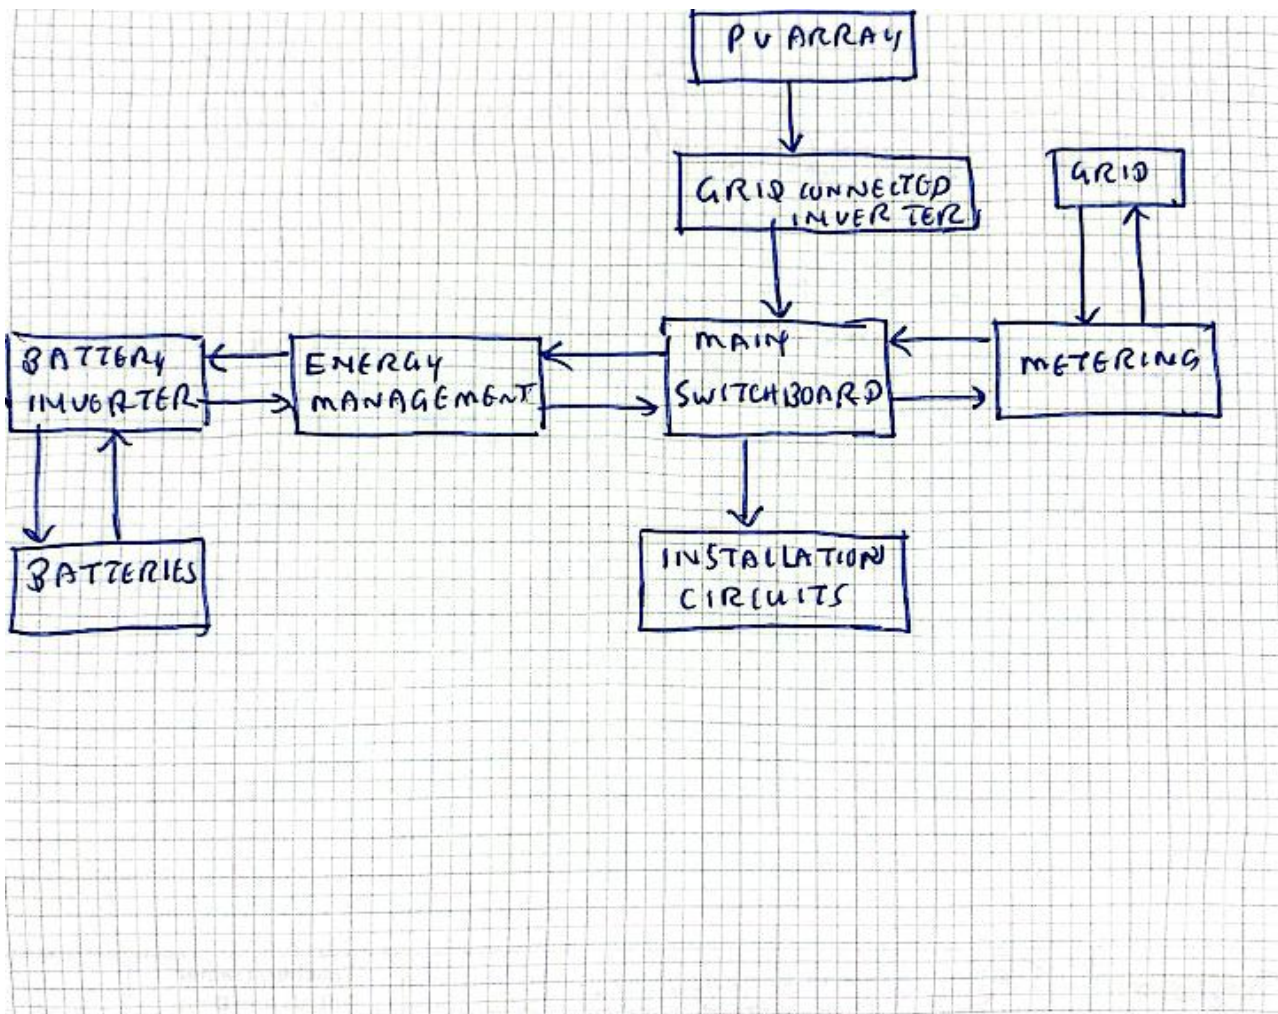 PV ARRAY
GRID CONNECTED
INVERTER
GRID
BATTERY
INVERTER
ENERGY
MANAGEMENT
MAIN
SWITCHBOARD
METERING
BATTERIES
INSTALLATION
CIRCUITS